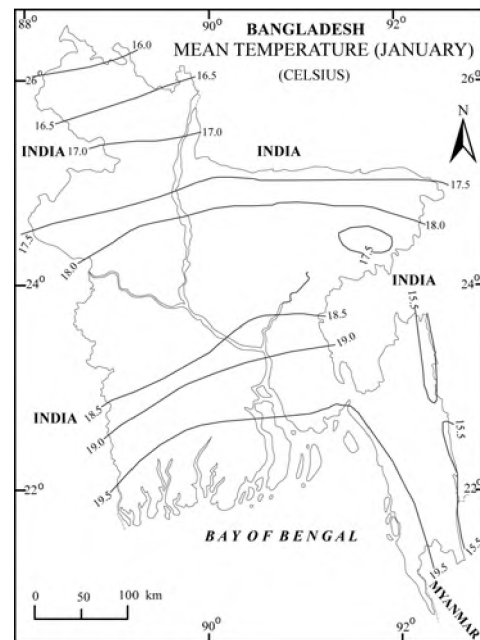 88° 90° 92°
BANGLADESH
MEAN TEMPERATURE (JANUARY)
(CELSIUS)
26° 26°
16.0
16.5
16.5
17.0
17.0
INDIA
INDIA
N
17.5
17.5
18.0
18.0
17.5
24° 24°
INDIA
15.5
18.5
19.0
18.5
19.0
INDIA
15.5
19.5
22° 22°
BAY OF BENGAL
15.5
19.5
MYANMAR
0 50 100 km
90° 92°